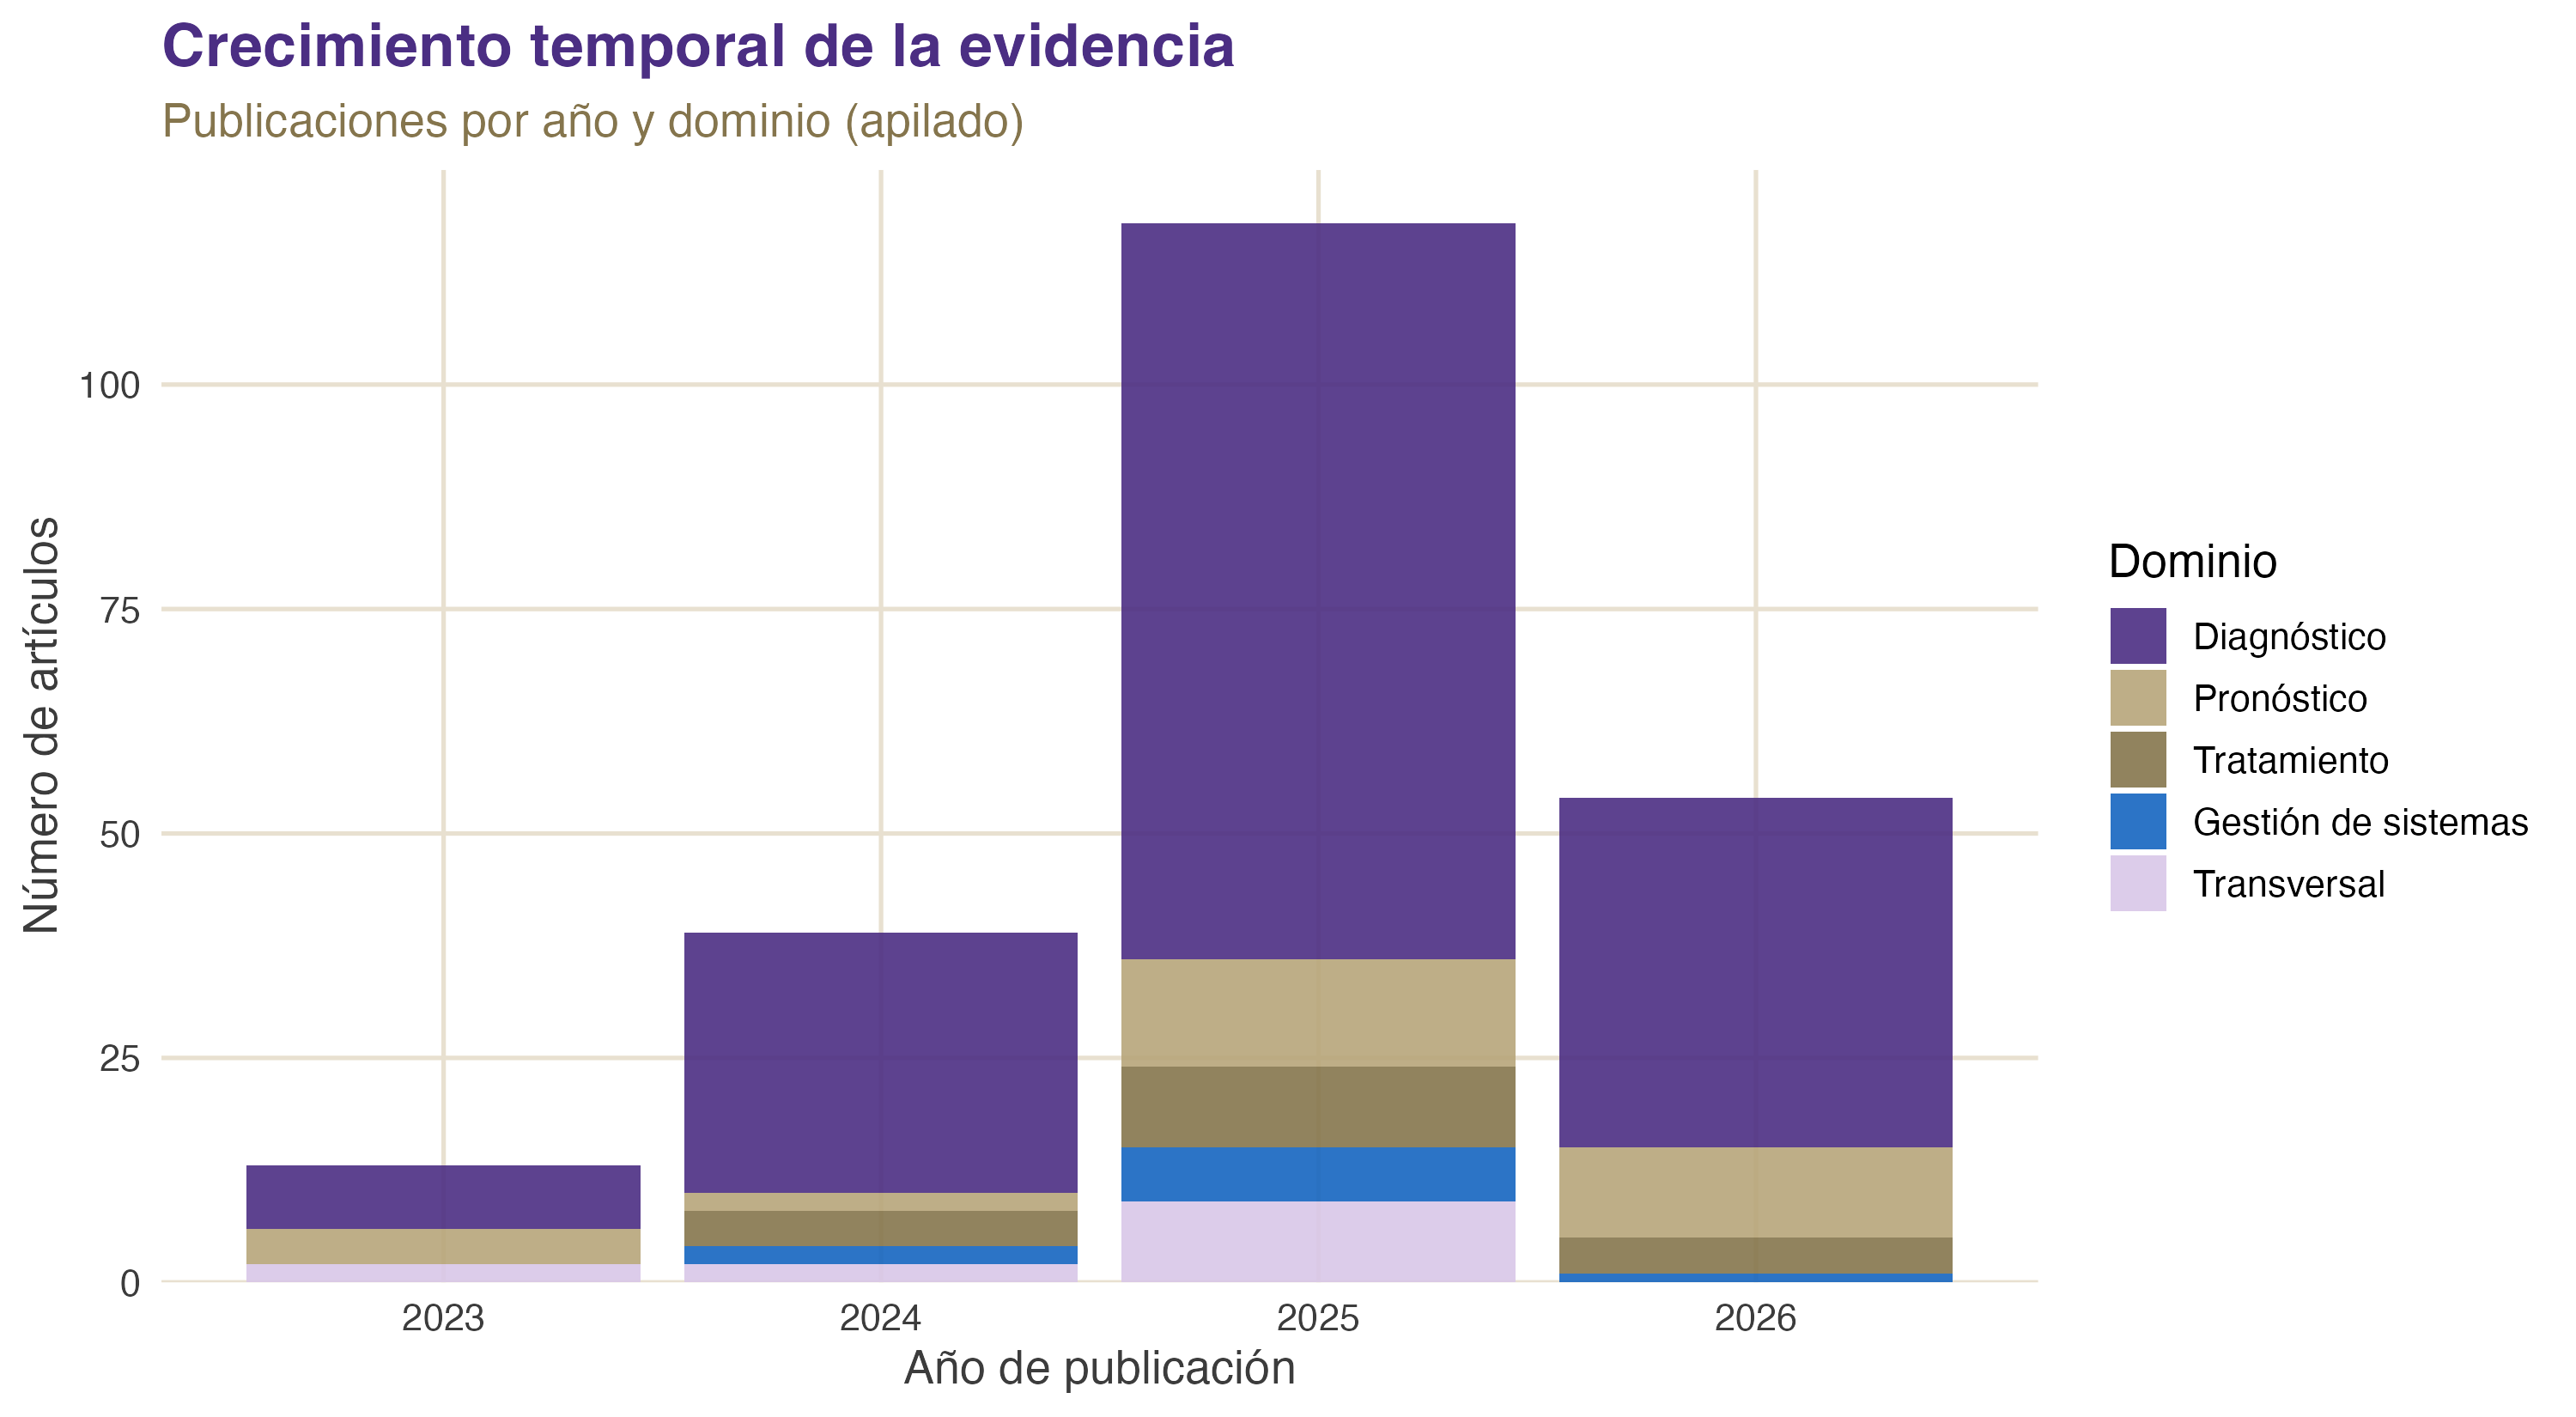 Crecimiento temporal de la evidencia
Publicaciones por año y dominio (apilado)
Número de artículos
100
75
50
25
0
2023
2024
2025
2026
Año de publicación
Dominio
Diagnóstico
Pronóstico
Tratamiento
Gestión de sistemas
Transversal